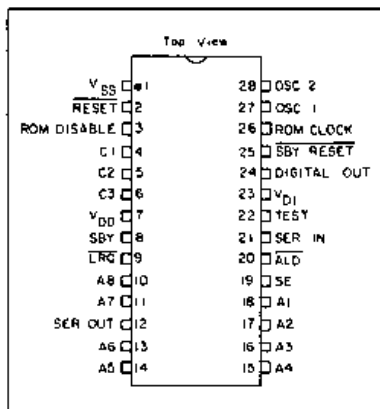 Top View
VSS 1 28 OSC 2
RESET 2 27 OSC 1
ROM DISABLE 3 26 ROM CLOCK
C1 4 25 SBY RESET
C2 5 24 DIGITAL OUT
C3 6 23 VDI
VDD 7 22 TEST
SBY 8 21 SER IN
LRQ 9 20 ALD
A8 10 19 SE
A7 11 18 A1
SER OUT 12 17 A2
A6 13 16 A3
A5 14 15 A4